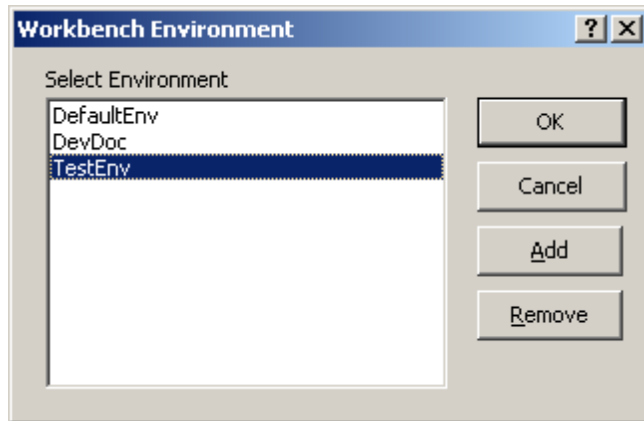 Workbench Environment
Select Environment
DefaultEnv
DevDoc
TestEnv
OK
Cancel
Add
Remove